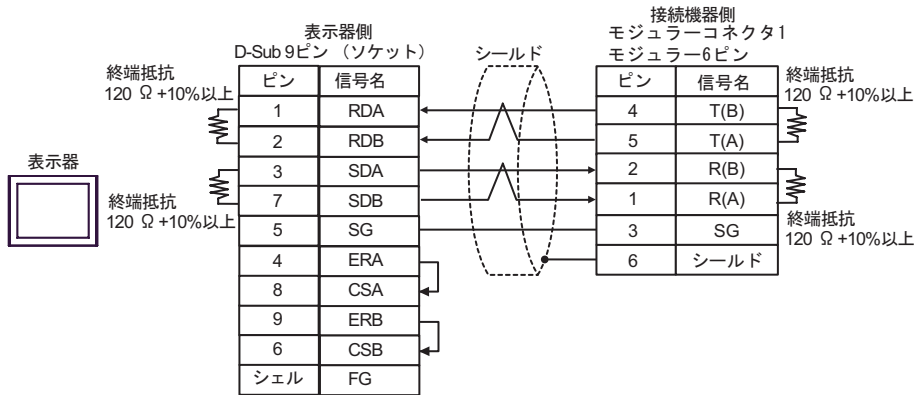 表示器側
D-Sub 9ピン （ソケット）
シールド
接続機器側
モジュラーコネクタ1
モジュラー6ピン
終端抵抗
120 Ω +10%以上
ピン 信号名
1 RDA
2 RDB
3 SDA
7 SDB
5 SG
4 ERA
8 CSA
9 ERB
6 CSB
シェル FG
表示器
終端抵抗
120 Ω +10%以上
ピン 信号名
4 T(B)
5 T(A)
2 R(B)
1 R(A)
3 SG
6 シールド
終端抵抗
120 Ω +10%以上
終端抵抗
120 Ω +10%以上